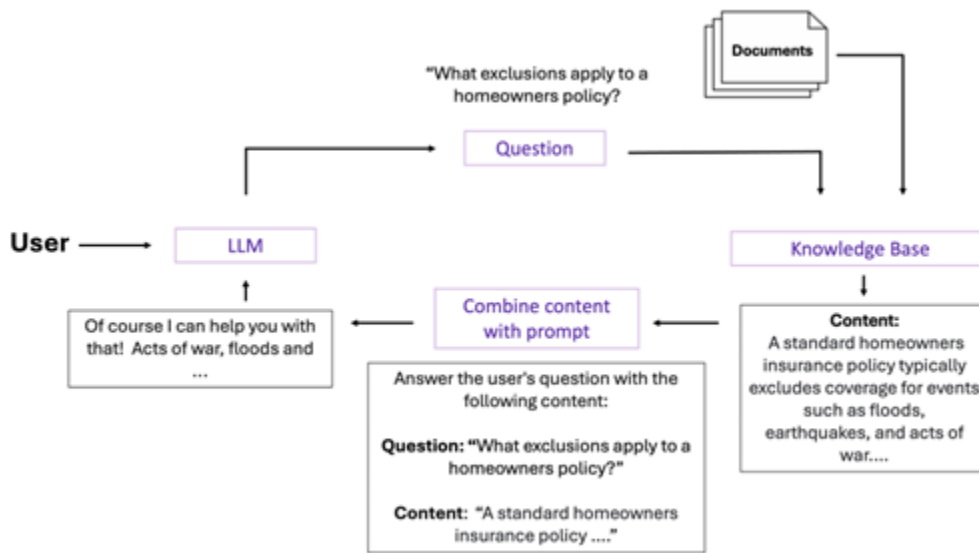 Documents
“What exclusions apply to a
homeowners policy?
Question
User
LLM
Knowledge Base
Of course I can help you with
that! Acts of war, floods and
...
Combine content
with prompt
Answer the user's question with the
following content:
Question: “What exclusions apply to a
homeowners policy?”
Content: “A standard homeowners
insurance policy ....”
Content:
A standard homeowners
insurance policy typically
excludes coverage for events
such as floods,
earthquakes, and acts of
war....